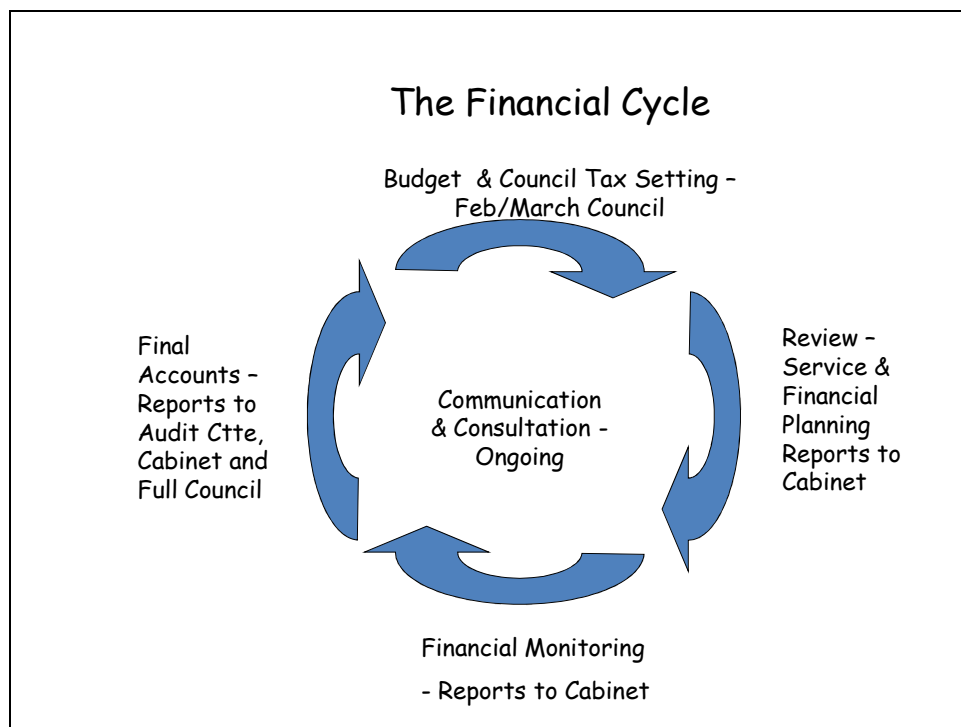 The Financial Cycle
Budget & Council Tax Setting –
Feb/March Council
Review –
Service &
Financial
Planning
Reports to
Cabinet
Financial Monitoring
- Reports to Cabinet
Final
Accounts –
Reports to
Audit Ctte,
Cabinet and
Full Council
Communication
& Consultation -
Ongoing